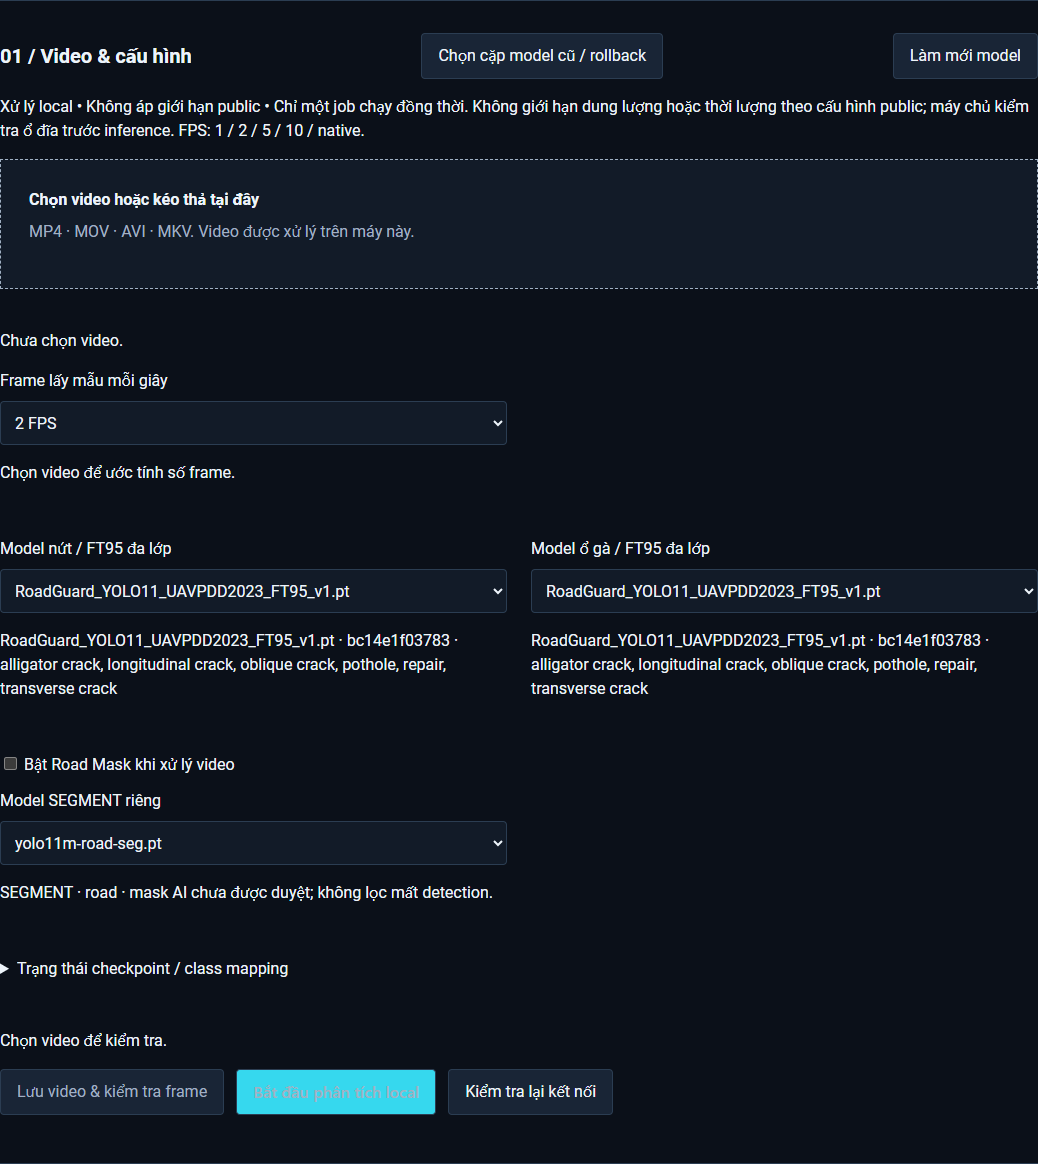 01 / Video & cấu hình
Chọn cặp model cũ / rollback
Làm mới model
Xử lý local • Không áp giới hạn public • Chỉ một job chạy đồng thời. Không giới hạn dung lượng hoặc thời lượng theo cấu hình public; máy chủ kiểm
tra ổ đĩa trước inference. FPS: 1 / 2 / 5 / 10 / native.
Chọn video hoặc kéo thả tại đây
MP4 · MOV · AVI · MKV. Video được xử lý trên máy này.
Chưa chọn video.
Frame lấy mẫu mỗi giây
2 FPS
Chọn video để ước tính số frame.
Model nứt / FT95 đa lớp
Model ổ gà / FT95 đa lớp
RoadGuard_YOLO11_UAVPDD2023_FT95_v1.pt
RoadGuard_YOLO11_UAVPDD2023_FT95_v1.pt
RoadGuard_YOLO11_UAVPDD2023_FT95_v1.pt · bc14e1f03783 ·
alligator crack, longitudinal crack, oblique crack, pothole, repair,
transverse crack
RoadGuard_YOLO11_UAVPDD2023_FT95_v1.pt · bc14e1f03783 ·
alligator crack, longitudinal crack, oblique crack, pothole, repair,
transverse crack
Bật Road Mask khi xử lý video
Model SEGMENT riêng
yolo11m-road-seg.pt
SEGMENT · road · mask AI chưa được duyệt; không lọc mất detection.
Trạng thái checkpoint / class mapping
Chọn video để kiểm tra.
Lưu video & kiểm tra frame
Bắt đầu phân tích local
Kiểm tra lại kết nối